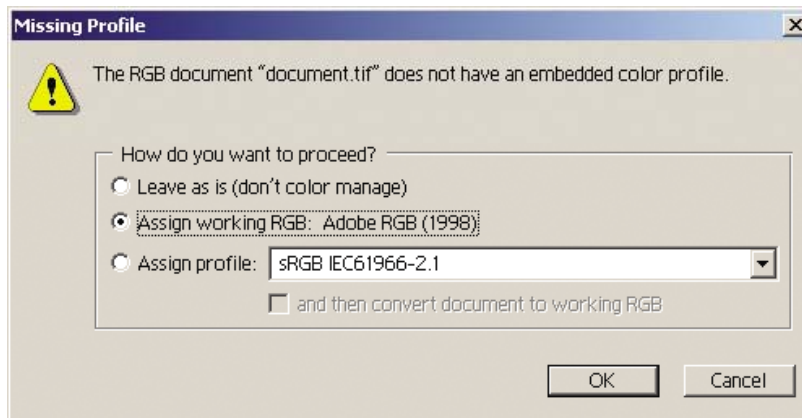 Missing Profile
The RGB document “document.tif” does not have an embedded color profile.
How do you want to proceed?
Leave as is (don't color manage)
Assign working RGB: Adobe RGB (1998)
Assign profile: sRGB IEC61966-2.1
and then convert document to working RGB
OK Cancel